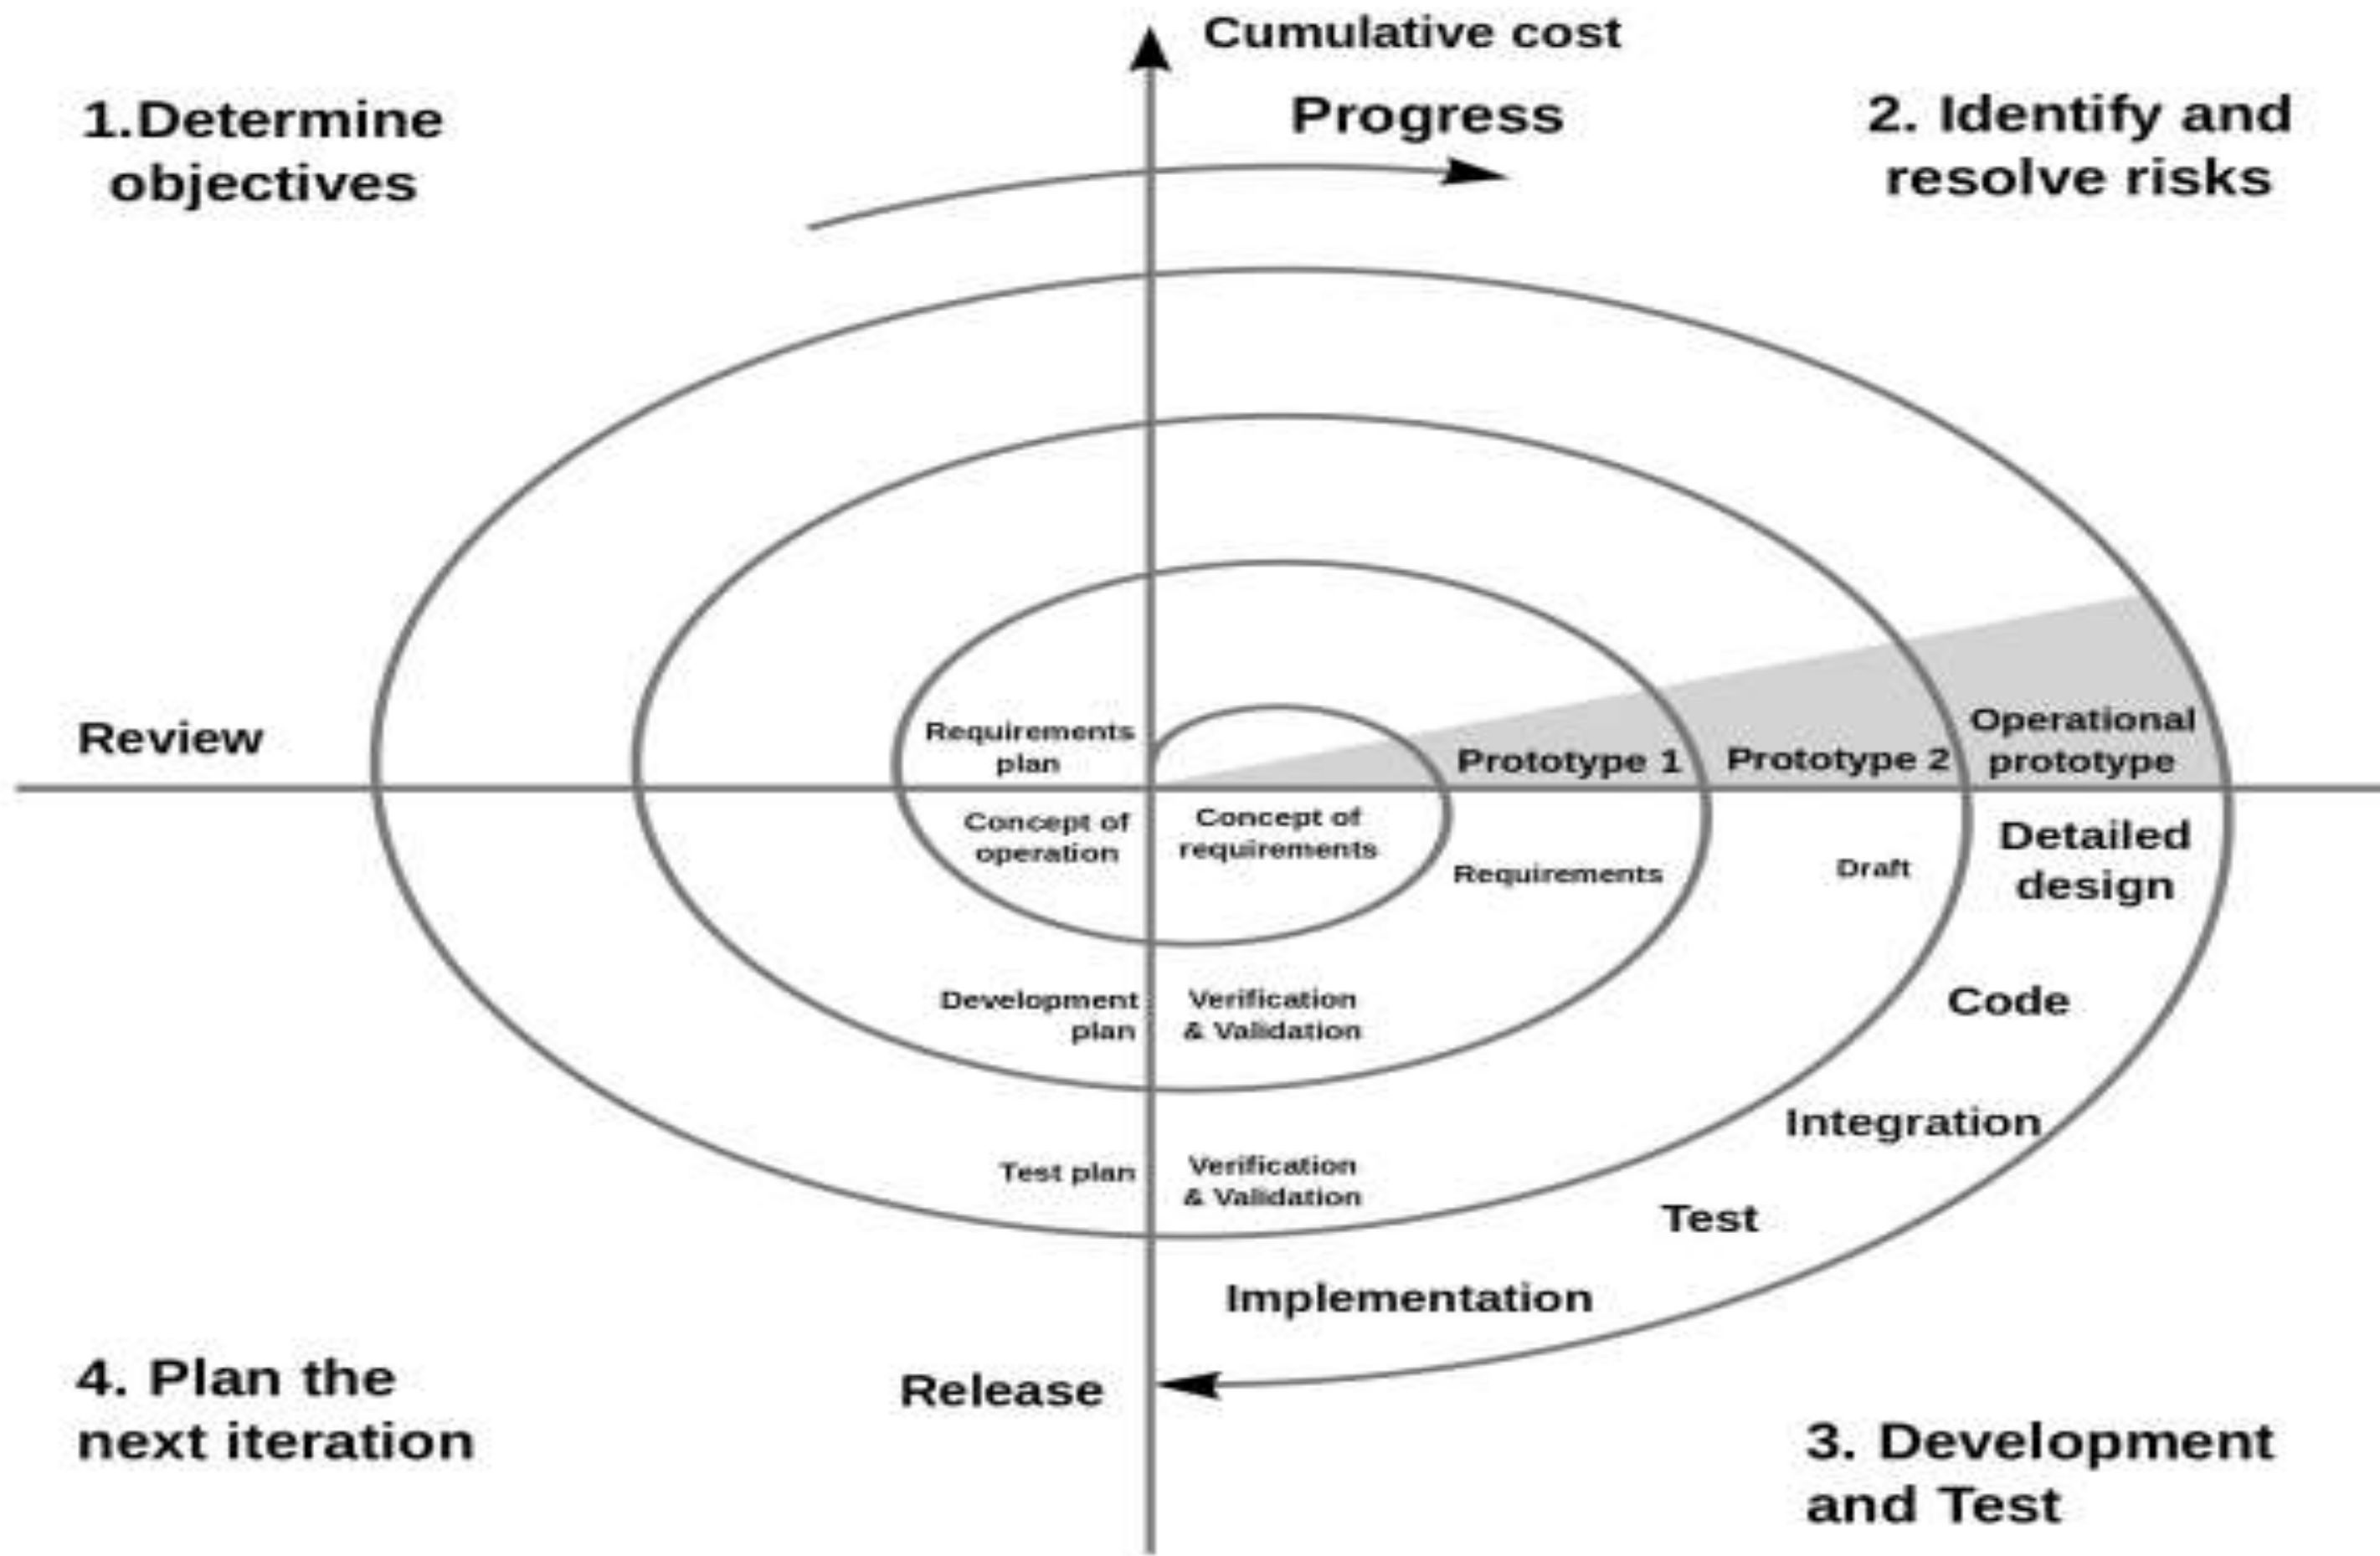 Cumulative cost
Progress
1.Determine
objectives
2. Identify and
resolve risks
Review
Requirements
plan
Prototype 1
Prototype 2
Operational
prototype
Concept of
operation
Concept of
requirements
Requirements
Draft
Detailed
design
Development
plan
Verification
& Validation
Code
Integration
Test plan
Verification
& Validation
Test
Implementation
Release
4. Plan the
next iteration
3. Development
and Test